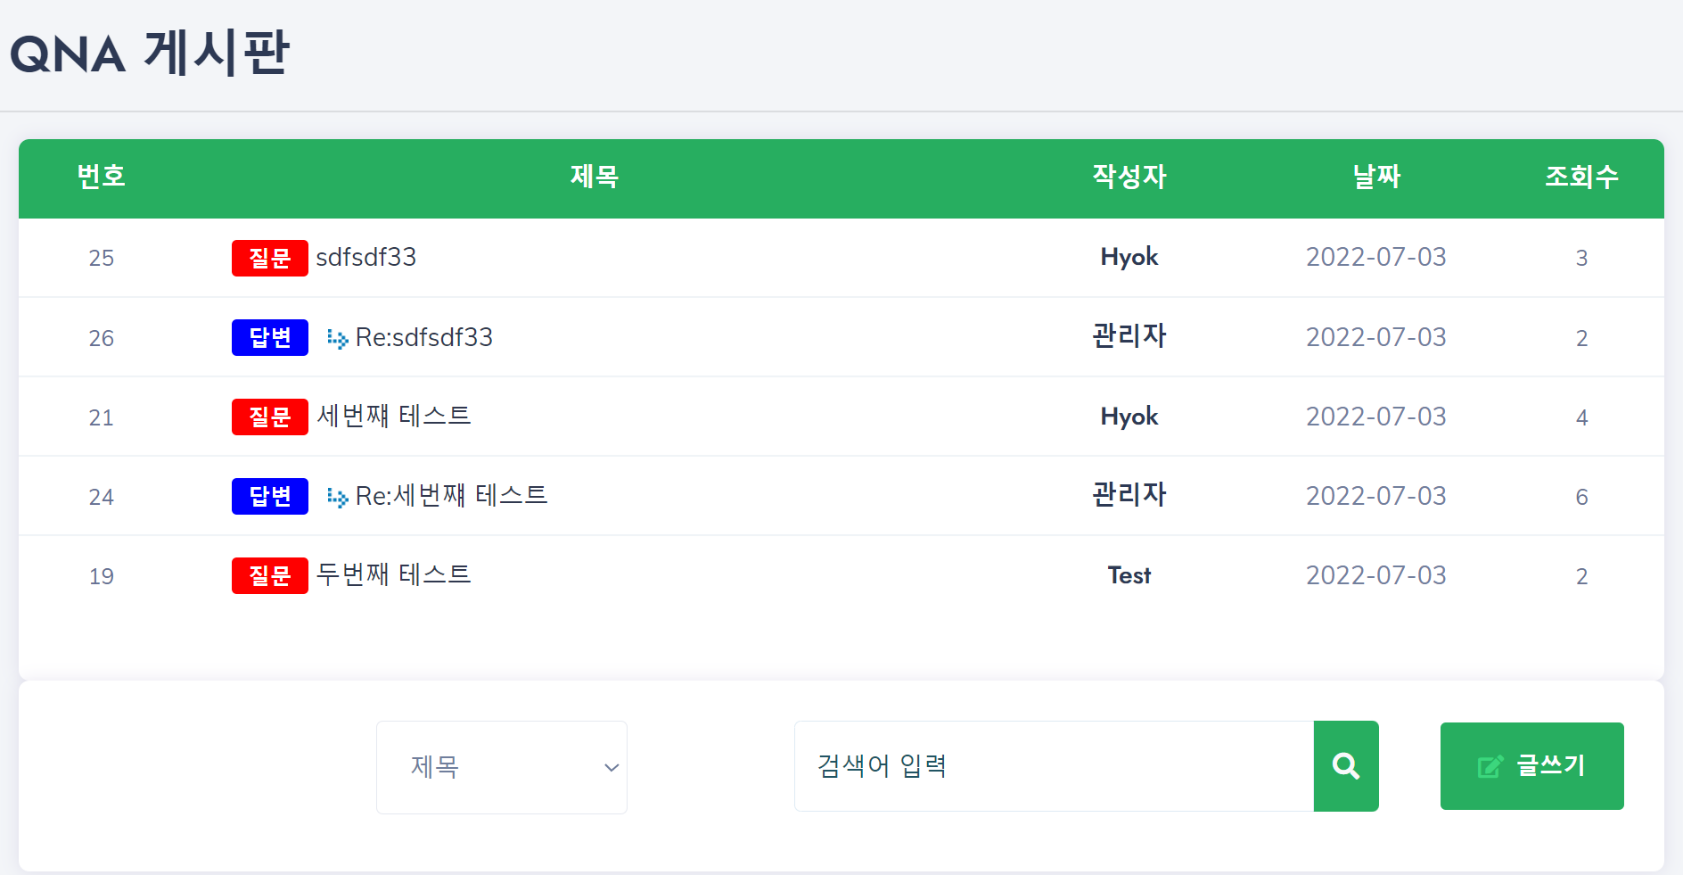 QNA 게시판
번호 제목 작성자 날짜 조회수
25 질문 sdfsdf33 Hyok 2022-07-03 3
26 답변 Re:sdfsdf33 관리자 2022-07-03 2
21 질문 세번쨰 테스트 Hyok 2022-07-03 4
24 답변 Re:세번쨰 테스트 관리자 2022-07-03 6
19 질문 두번째 테스트 Test 2022-07-03 2
제목 검색어 입력 글쓰기